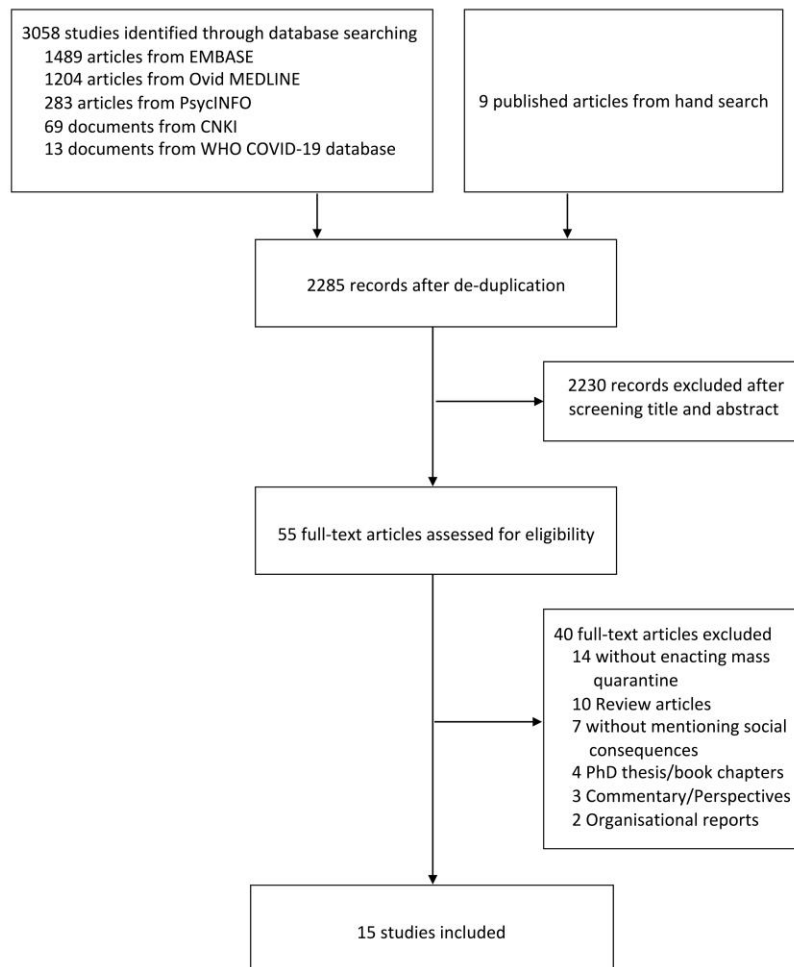 3058 studies identified through database searching
1489 articles from EMBASE
1204 articles from Ovid MEDLINE
283 articles from PsycINFO
69 documents from CNKI
13 documents from WHO COVID-19 database
9 published articles from hand search
2285 records after de-duplication
2230 records excluded after
screening title and abstract
55 full-text articles assessed for eligibility
40 full-text articles excluded
14 without enacting mass
quarantine
10 Review articles
7 without mentioning social
consequences
4 PhD thesis/book chapters
3 Commentary/Perspectives
2 Organisational reports
15 studies included